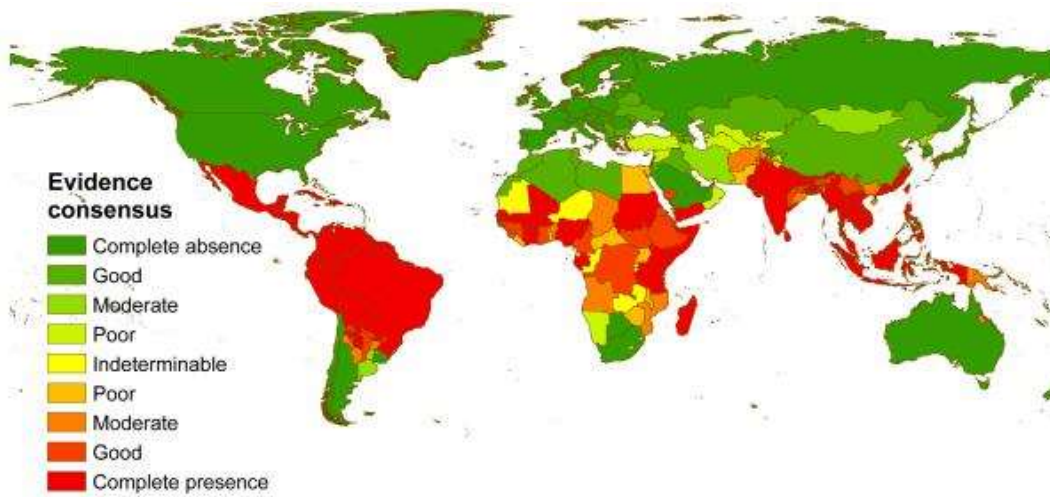 Evidence
consensus
Complete absence
Good
Moderate
Poor
Indeterminable
Poor
Moderate
Good
Complete presence